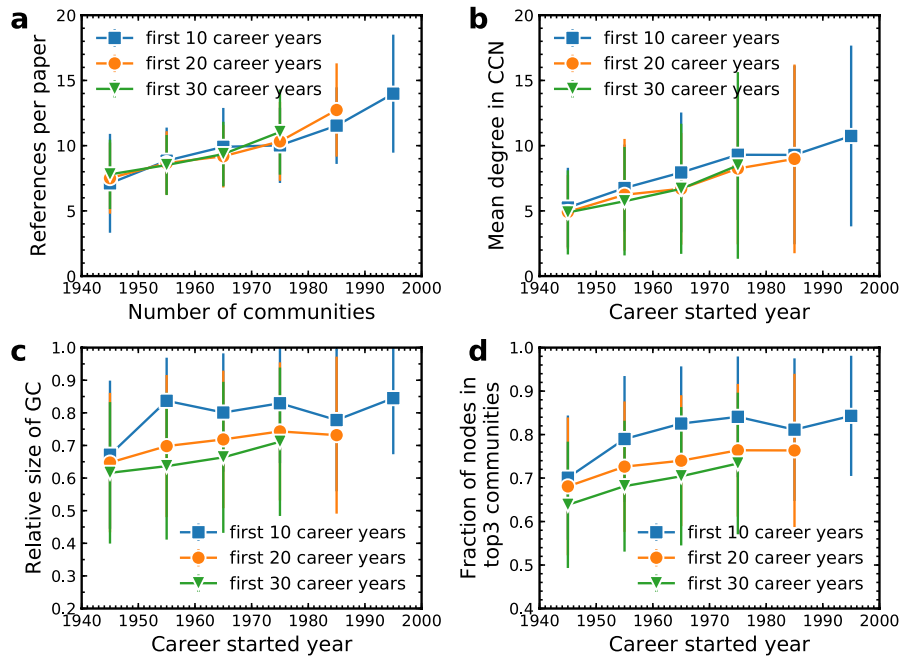 a
20
15
10
5
0
References per paper
first 10 career years
first 20 career years
first 30 career years
1940 1950 1960 1970 1980 1990 2000
Number of communities
b
20
15
10
5
0
Mean degree in CCN
first 10 career years
first 20 career years
first 30 career years
1940 1950 1960 1970 1980 1990 2000
Career started year
c
1.0
0.9
0.8
0.7
0.6
0.5
0.4
0.3
0.2
Relative size of GC
first 10 career years
first 20 career years
first 30 career years
1940 1950 1960 1970 1980 1990 2000
Career started year
d
1.0
0.9
0.8
0.7
0.6
0.5
0.4
Fraction of nodes in
top3 communities
first 10 career years
first 20 career years
first 30 career years
1940 1950 1960 1970 1980 1990 2000
Career started year